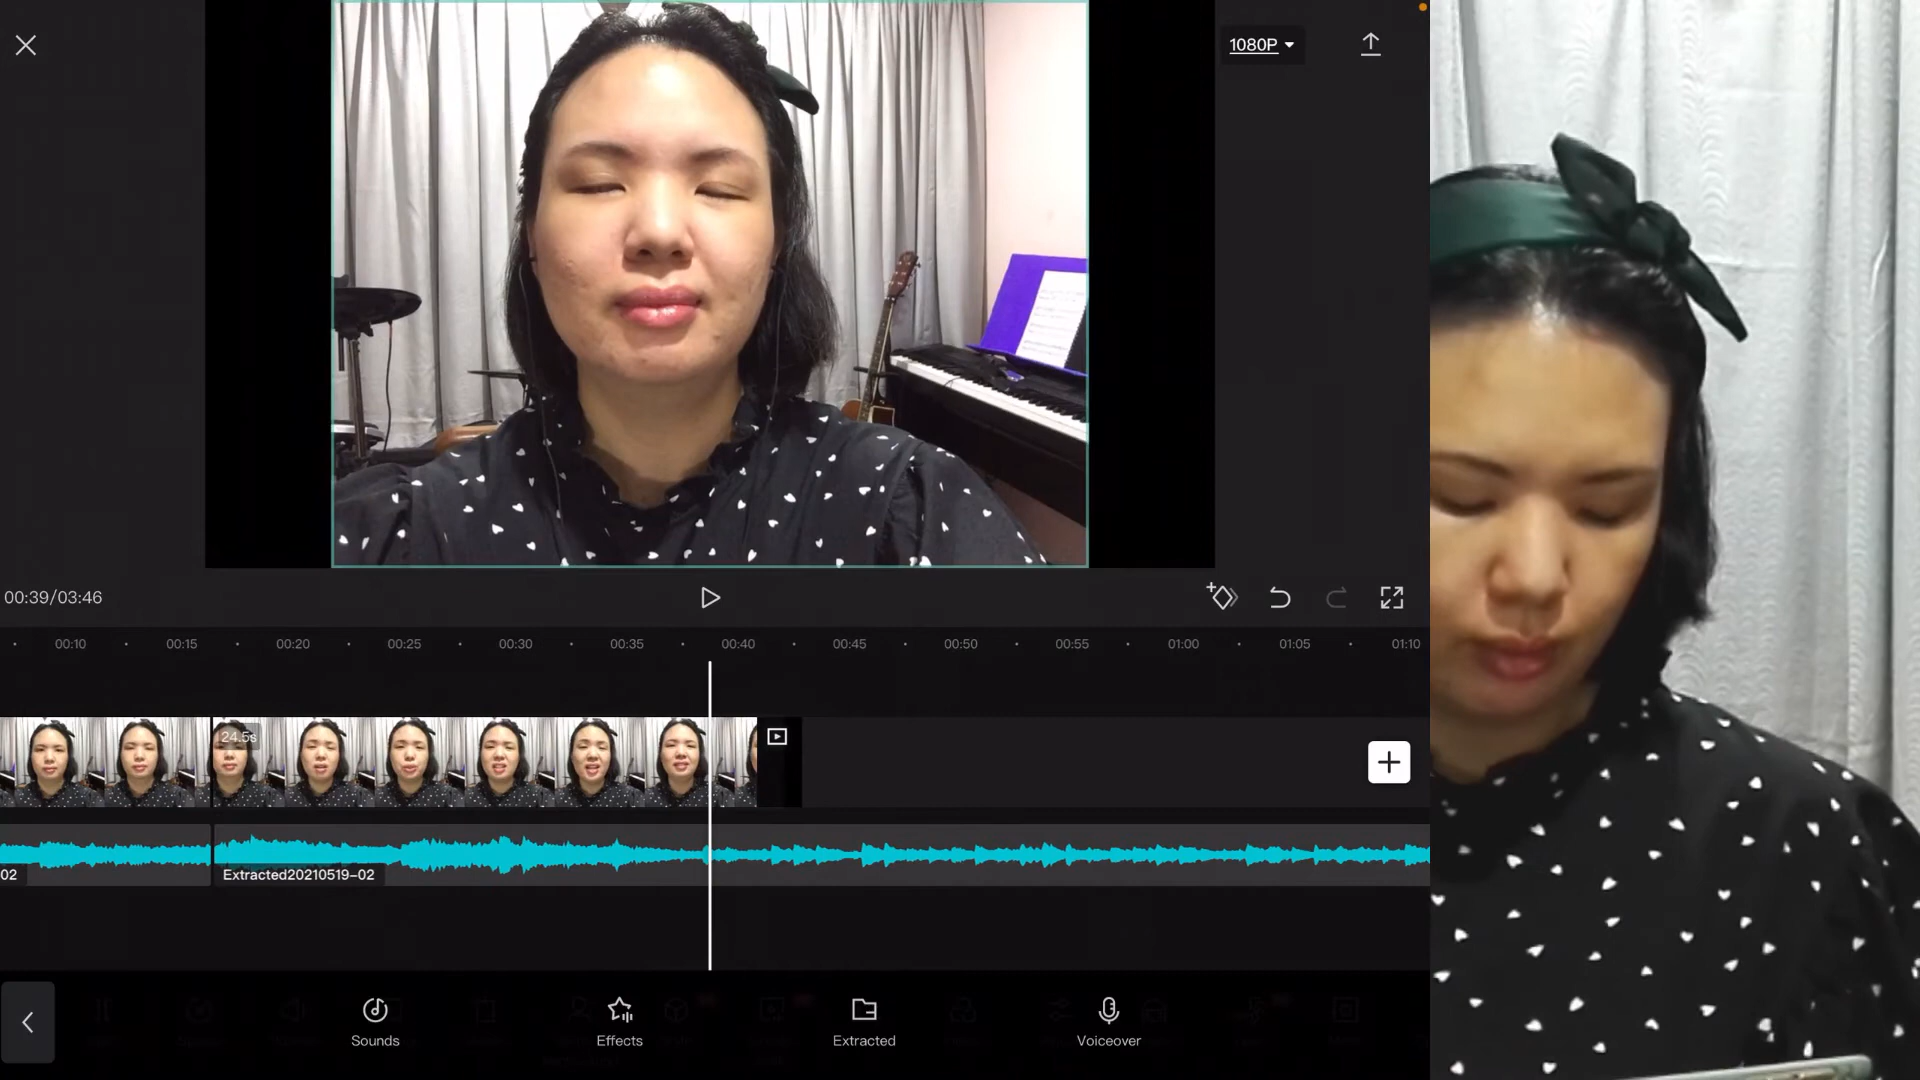 1080P
00:39/03:46
00:10 00:15 00:20 00:25 00:30 00:35 00:40 00:45 00:50 00:55 01:00 01:05 01:10
24.5s
02 Extracted20210519-02
Sounds Effects Extracted Voiceover